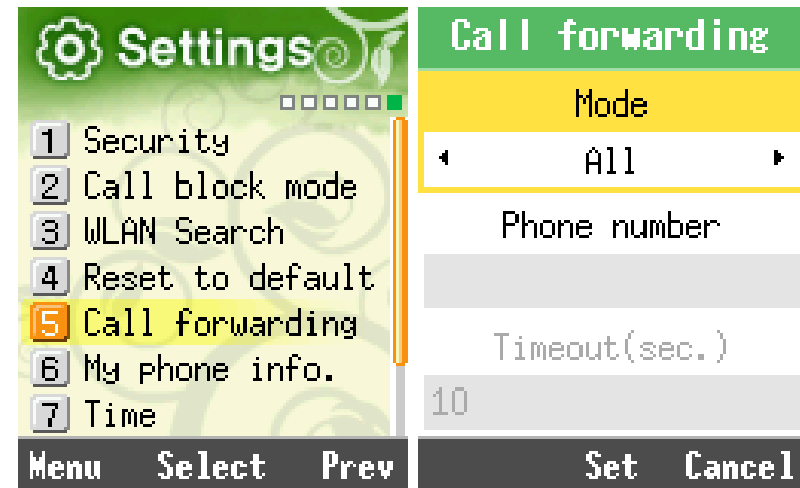 Settings
1 Security
2 Call block mode
3 WLAN Search
4 Reset to default
5 Call forwarding
6 My phone info.
7 Time
Menu Select Prev
Call forwarding
Mode
All
Phone number
Timeout(sec.)
10
Set Cancel